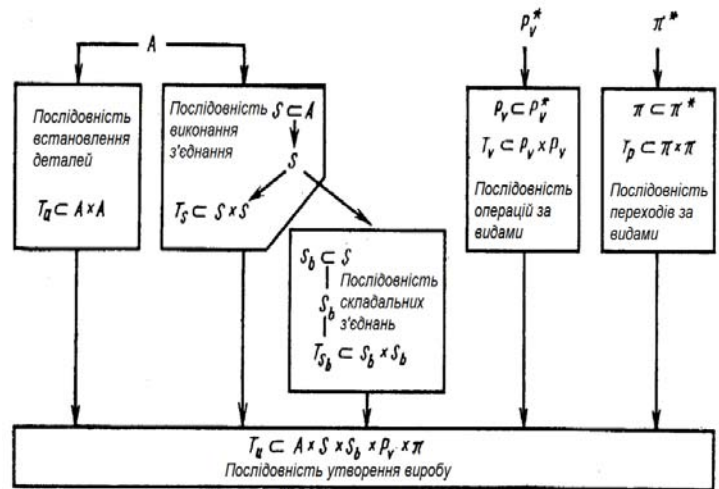 A
P_v^*
π^*
Послідовність
встановлення
деталей
T_a ⊂ A × A
Послідовність
виконання
з'єднання
S ⊂ A
S
T_s ⊂ S × S
S_b ⊂ S
Послідовність
складальних
з'єднань
S_b
T_{S_b} ⊂ S_b × S_b
P_v ⊂ P_v^*
T_v ⊂ P_v × P_v
Послідовність
операцій за
видами
π ⊂ π^*
T_p ⊂ π × π
Послідовність
переходів за
видами
T_u ⊂ A × S × S_b × P_v × π
Послідовність утворення виробу